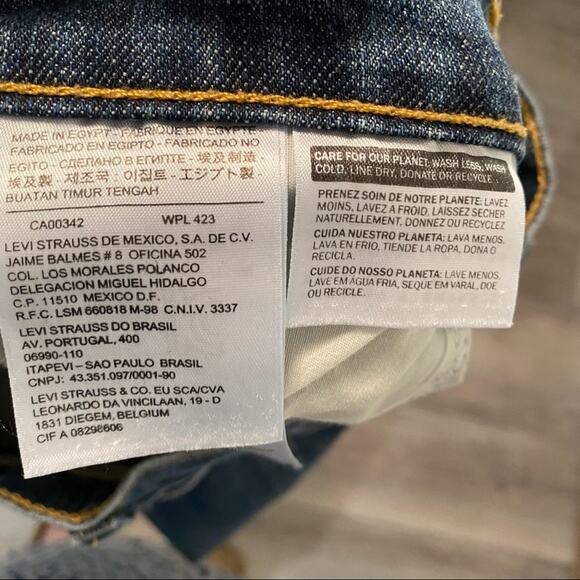 MADE IN EGYPT - FABRIQUE EN EGYPTE
FABRICADO EN EGIPTO - FABRICADO NO
EGITO - СДЕЛАНО В ЕГИПТЕ - 埃及制造 -
埃及製 - 제조국 : 이집트 - エジプト製 -
BUATAN TIMUR TENGAH
CA00342 WPL 423
LEVI STRAUSS DE MEXICO, S.A. DE C.V.
JAIME BALMES # 8 OFICINA 502
COL. LOS MORALES POLANCO
DELEGACION MIGUEL HIDALGO
C.P. 11510 MEXICO D.F.
R.F.C. LSM 660818 M-98 C.N.I.V. 3337
LEVI STRAUSS DO BRASIL
AV. PORTUGAL, 400
06990-110
ITAPEVI - SAO PAULO BRASIL
CNPJ: 43.351.097/0001-90
LEVI STRAUSS & CO. EU SCA/CVA
LEONARDO DA VINCILAAN, 19 - D
1831 DIEGEM, BELGIUM
CIF A 08298606
CARE FOR OUR PLANET: WASH LESS, WASH
COLD, LINE DRY, DONATE OR RECYCLE
PRENEZ SOIN DE NOTRE PLANETE: LAVEZ
MOINS, LAVEZ A FROID, LAISSEZ SECHER
NATURELLEMENT, DONNEZ OU RECYCLEZ
CUIDA NUESTRO PLANETA: LAVA MENOS,
LAVA EN FRIO, TIENDE LA ROPA, DONA O
RECICLA.
CUIDE DO NOSSO PLANETA: LAVE MENOS,
LAVE EM ÁGUA FRIA, SEQUE EM VARAL, DOE
OU RECICLE.